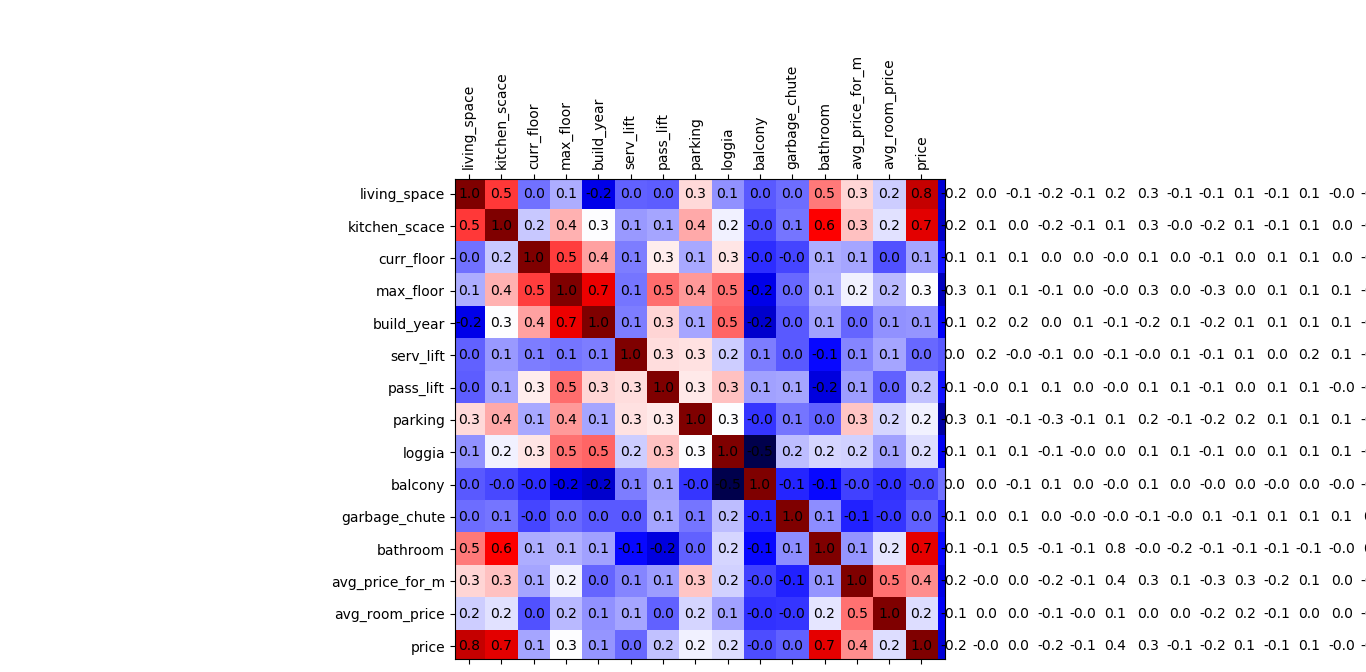 living_space
kitchen_scace
curr_floor
max_floor
build_year
serv_lift
pass_lift
parking
loggia
balcony
garbage_chute
bathroom
avg_price_for_m
avg_room_price
price
living_space 1.0 0.5 0.0 0.1 -0.2 0.0 0.0 0.3 0.1 0.0 0.0 0.5 0.3 0.2 0.8 -0.2 0.0 -0.1 -0.2 -0.1 0.2 0.3 -0.1 -0.1 0.1 -0.1 0.1 -0.0
kitchen_scace 0.5 1.0 0.2 0.4 0.3 0.1 0.1 0.4 0.2 -0.0 0.1 0.6 0.3 0.2 0.7 -0.2 0.1 0.0 -0.2 -0.1 0.1 0.3 -0.0 -0.2 0.1 -0.1 0.1 0.0
curr_floor 0.0 0.2 1.0 0.5 0.4 0.1 0.3 0.1 0.3 -0.0 -0.0 0.1 0.1 0.0 0.1 -0.1 0.1 0.1 0.0 0.0 -0.0 0.1 0.0 -0.1 0.0 0.1 0.1 0.0
max_floor 0.1 0.4 0.5 1.0 0.7 0.1 0.5 0.4 0.5 -0.2 0.0 0.1 0.2 0.2 0.3 -0.3 0.1 0.1 -0.1 0.0 -0.0 0.3 0.0 -0.3 0.0 0.1 0.1 0.1
build_year -0.2 0.3 0.4 0.7 1.0 0.1 0.3 0.1 0.5 -0.2 0.0 0.1 0.0 0.1 0.1 -0.1 0.2 0.2 0.0 0.1 -0.1 -0.2 0.1 -0.2 0.1 0.1 0.1 0.1
serv_lift 0.0 0.1 0.1 0.1 0.1 1.0 0.3 0.3 0.2 0.1 0.0 -0.1 0.1 0.1 0.0 0.0 0.2 -0.0 -0.1 0.0 -0.1 -0.0 0.1 -0.1 0.1 0.0 0.2 0.1
pass_lift 0.0 0.1 0.3 0.5 0.3 0.3 1.0 0.3 0.3 0.1 0.1 -0.2 0.1 0.0 0.2 -0.1 -0.0 0.1 0.1 0.0 -0.0 0.1 0.1 -0.1 0.0 0.1 0.1 0.0
parking 0.3 0.4 0.1 0.4 0.1 0.3 0.3 1.0 0.3 -0.0 0.1 0.0 0.3 0.2 0.2 -0.3 0.1 -0.1 -0.3 -0.1 0.1 0.2 -0.1 -0.2 0.2 0.1 0.1 0.1
loggia 0.1 0.2 0.3 0.5 0.5 0.2 0.3 0.3 1.0 -0.5 0.2 0.2 0.2 0.1 0.2 -0.1 0.1 0.1 -0.1 -0.0 0.0 0.1 0.1 -0.1 0.1 0.1 0.1 0.1
balcony 0.0 -0.0 -0.0 -0.2 -0.2 0.1 0.1 -0.0 -0.5 1.0 -0.1 -0.1 -0.0 -0.0 -0.0 0.0 0.0 -0.1 0.1 0.0 -0.0 0.1 0.0 -0.0 0.0 -0.0 -0.0 -0.0
garbage_chute 0.0 0.1 -0.0 0.0 0.0 0.0 0.1 0.1 0.2 -0.1 1.0 0.1 -0.1 -0.0 0.0 -0.1 0.0 0.1 0.0 -0.0 -0.0 -0.1 -0.0 0.1 -0.1 0.1 0.1 0.1
bathroom 0.5 0.6 0.1 0.1 0.1 -0.1 -0.2 0.0 0.2 -0.1 0.1 1.0 0.1 0.2 0.7 -0.1 -0.1 0.5 -0.1 -0.1 0.8 -0.0 -0.2 -0.1 -0.1 -0.1 -0.1 -0.0
avg_price_for_m 0.3 0.3 0.1 0.2 0.0 0.1 0.1 0.3 0.2 -0.0 -0.1 0.1 1.0 0.5 0.4 -0.2 -0.0 0.0 -0.2 -0.1 0.4 0.3 0.1 -0.3 -0.3 -0.2 0.1 0.0
avg_room_price 0.2 0.2 0.0 0.2 0.1 0.1 0.0 0.2 0.1 -0.0 -0.0 0.2 0.5 1.0 0.2 -0.1 0.0 0.0 -0.1 -0.0 0.1 0.0 0.0 -0.2 0.2 -0.1 0.0 0.0
price 0.8 0.7 0.1 0.3 0.1 0.0 0.2 0.2 0.2 -0.0 0.0 0.7 0.4 0.2 1.0 -0.2 -0.0 0.0 -0.2 -0.1 0.4 0.3 -0.1 -0.2 0.1 -0.1 0.1 -0.0